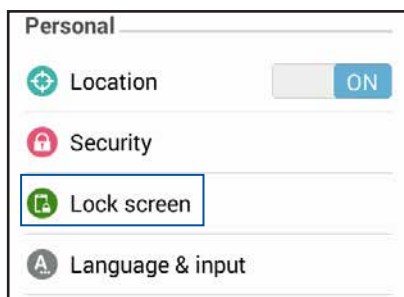 Personal
Location ON
Security
Lock screen
A
Language & input